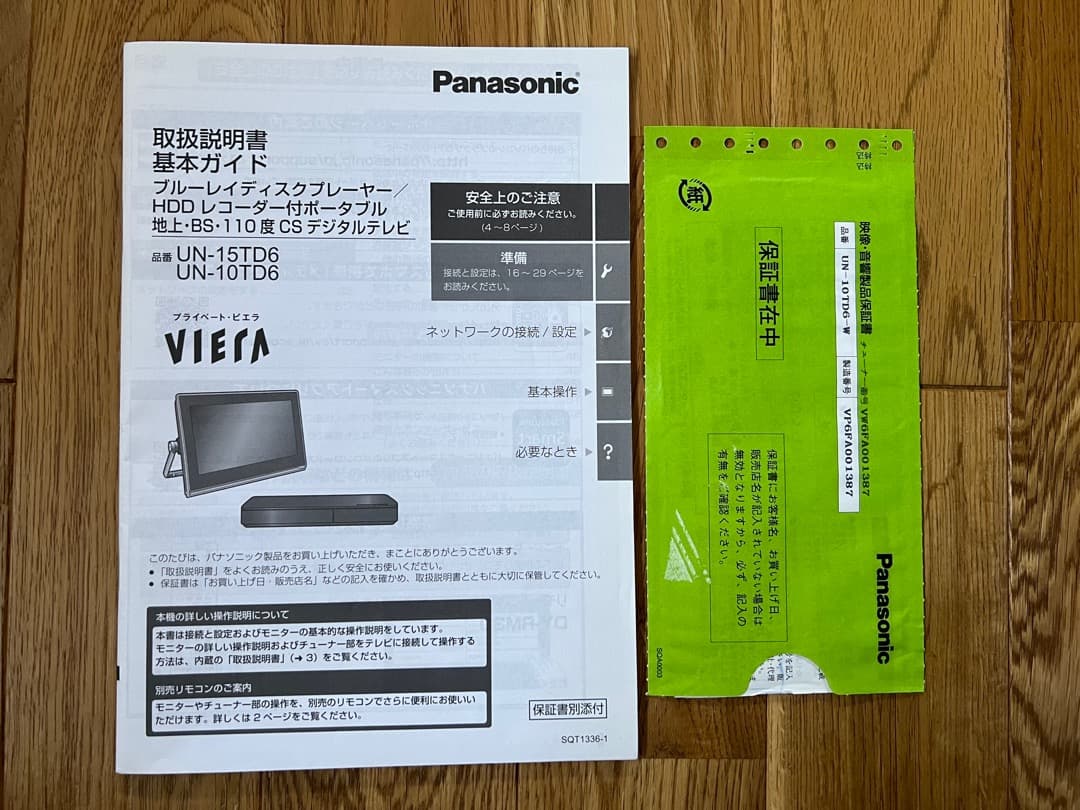 Panasonic
取扱説明書
基本ガイド
ブルーレイディスクプレーヤー/
HDD レコーダー付ポータブル
地上・BS・110度CSデジタルテレビ
品番 UN-15TD6
UN-10TD6
プライベート・ビエラ
VIERA
安全上のご注意
ご使用前に必ずお読みください。
(4～8ページ)
準備
接続と設定は、16～29ページを
お読みください。
ネットワークの接続/設定
基本操作
必要なとき
?
このたびは、パナソニック製品をお買い上げいただき、まことにありがとうございます。
● 「取扱説明書」をよくお読みのうえ、正しく安全にお使いください。
● 保証書は「お買い上げ日・販売店名」などの記入を確かめ、取扱説明書とともに大切に保管してください。
本機の詳しい操作説明について
本書は接続と設定およびモニターの基本的な操作説明をしています。
モニターの詳しい操作説明およびチューナー部をテレビに接続して操作する
方法は、内蔵の「取扱説明書」(➔3)をご覧ください。
別売リモコンのご案内
モニターやチューナー部の操作を、別売のリモコンでさらに便利にお使いい
ただけます。詳しくは2ページをご覧ください。
保証書別添付
SQT1336-1
紙
映像・音響製品保証書 チューナー番号 VW6FA001387
品番 UN-10TD6-W 製造番号 VP6FA001387
保証書在中
保証書にお客様名、お買い上げ日、
販売店名が記入されていない場合は
無効となりますから、必ず、記入の
有無をご確認ください。
Panasonic
SQA0003
を記入